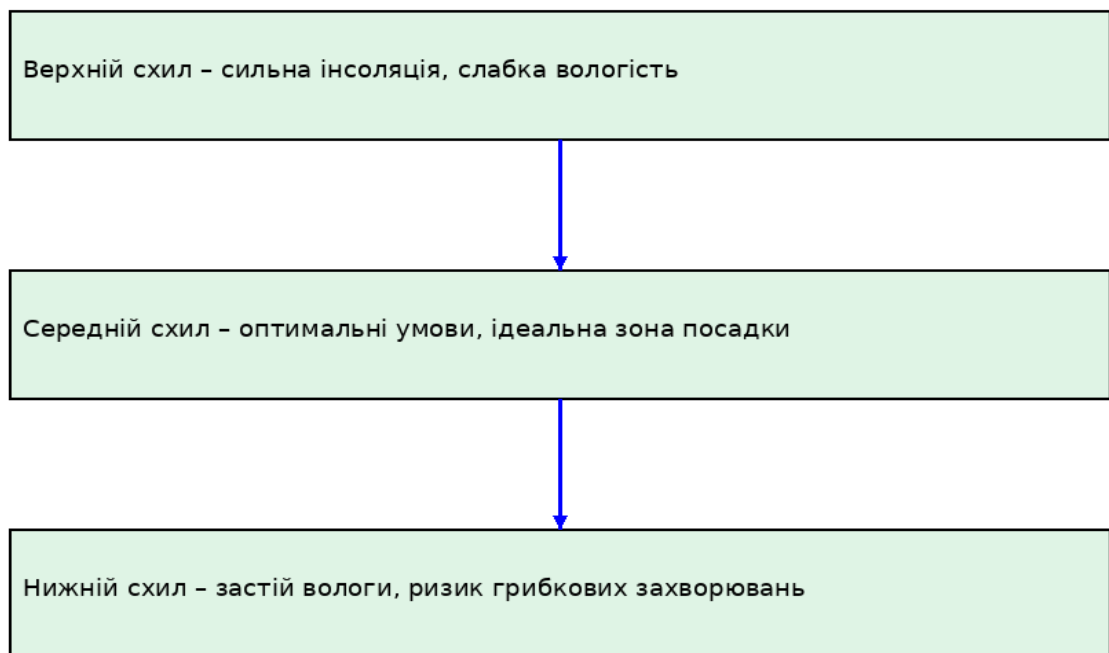 Верхній схил – сильна інсоляція, слабка вологість
Середній схил – оптимальні умови, ідеальна зона посадки
Нижній схил – застій вологи, ризик грибкових захворювань